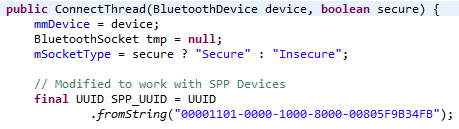 public ConnectThread(BluetoothDevice device, boolean secure) {
mmDevice = device;
BluetoothSocket tmp = null;
mSocketType = secure ? "Secure" : "Insecure";
// Modified to work with SPP Devices
final UUID SPP_UUID = UUID
.fromString("00001101-0000-1000-8000-00805F9B34FB");